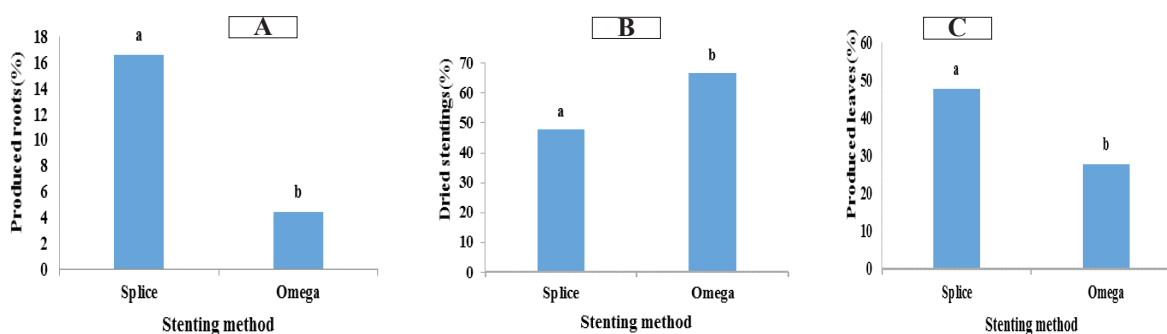 A
Produced roots(%)
18
16
14
12
10
8
6
4
2
0
a
b
Splice Omega
Stenting method
B
Dried stentings(%)
70
60
50
40
30
20
10
0
a
b
Splice Omega
Stenting method
C
Produced leaves(%)
60
50
40
30
20
10
0
a
b
Splice Omega
Stenting method